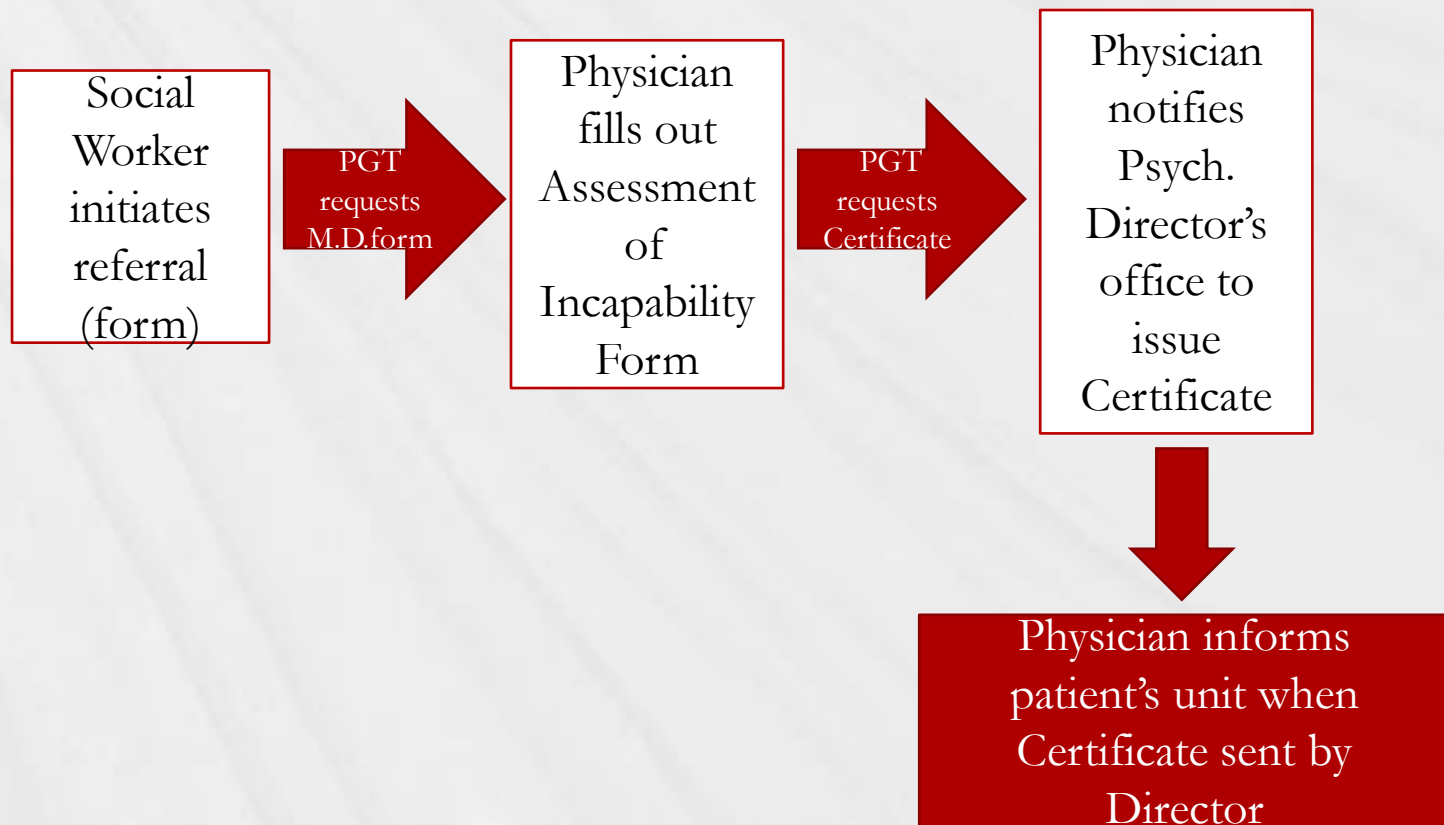 Social
Worker
initiates
referral
(form)
PGT
requests
M.D.form
Physician
fills out
Assessment
of
Incapability
Form
PGT
requests
Certificate
Physician
notifies
Psych.
Director’s
office to
issue
Certificate
Physician informs
patient’s unit when
Certificate sent by
Director